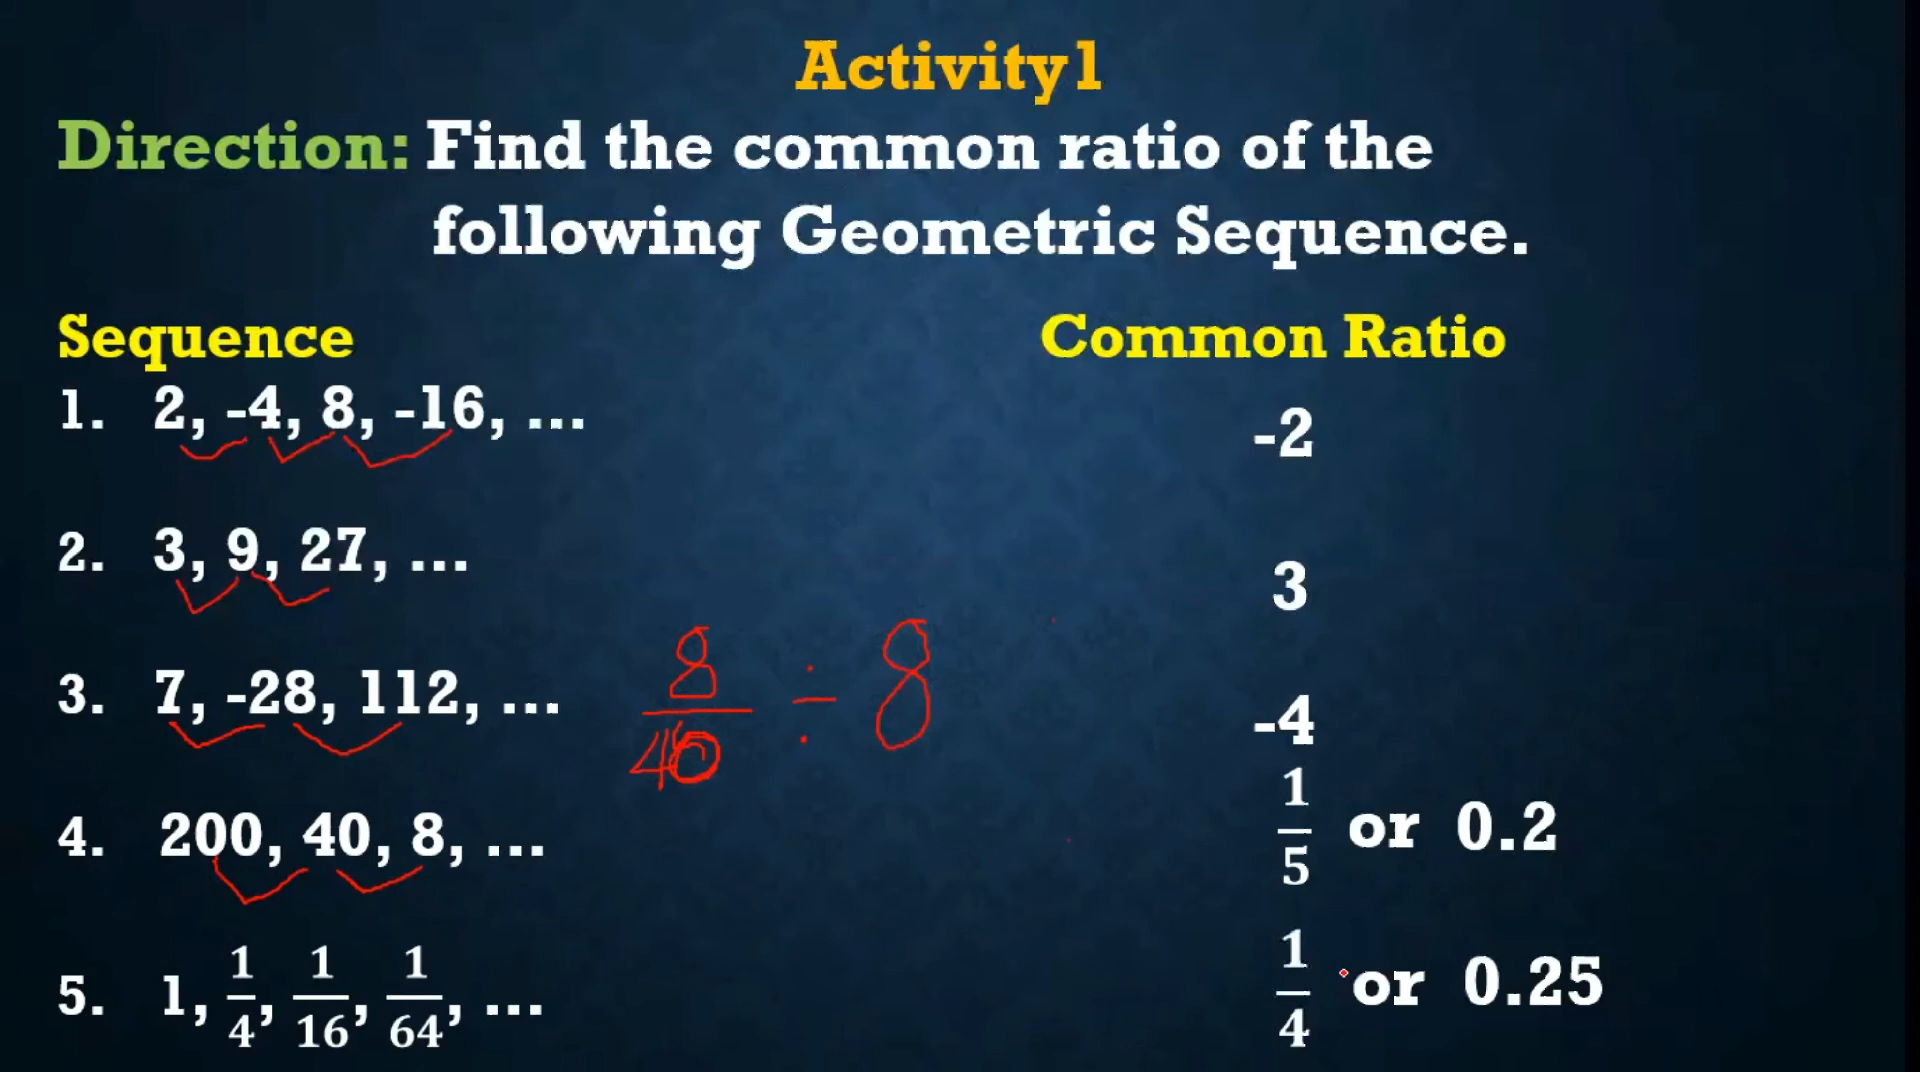 Activity1
Direction: Find the common ratio of the
following Geometric Sequence.
Sequence Common Ratio
1. 2, -4, 8, -16, ... -2
2. 3, 9, 27, ... 3
3. 7, -28, 112, ... 8/40 ÷ 8 -4
4. 200, 40, 8, ... 1/5 or 0.2
5. 1, 1/4, 1/16, 1/64, ... 1/4 or 0.25